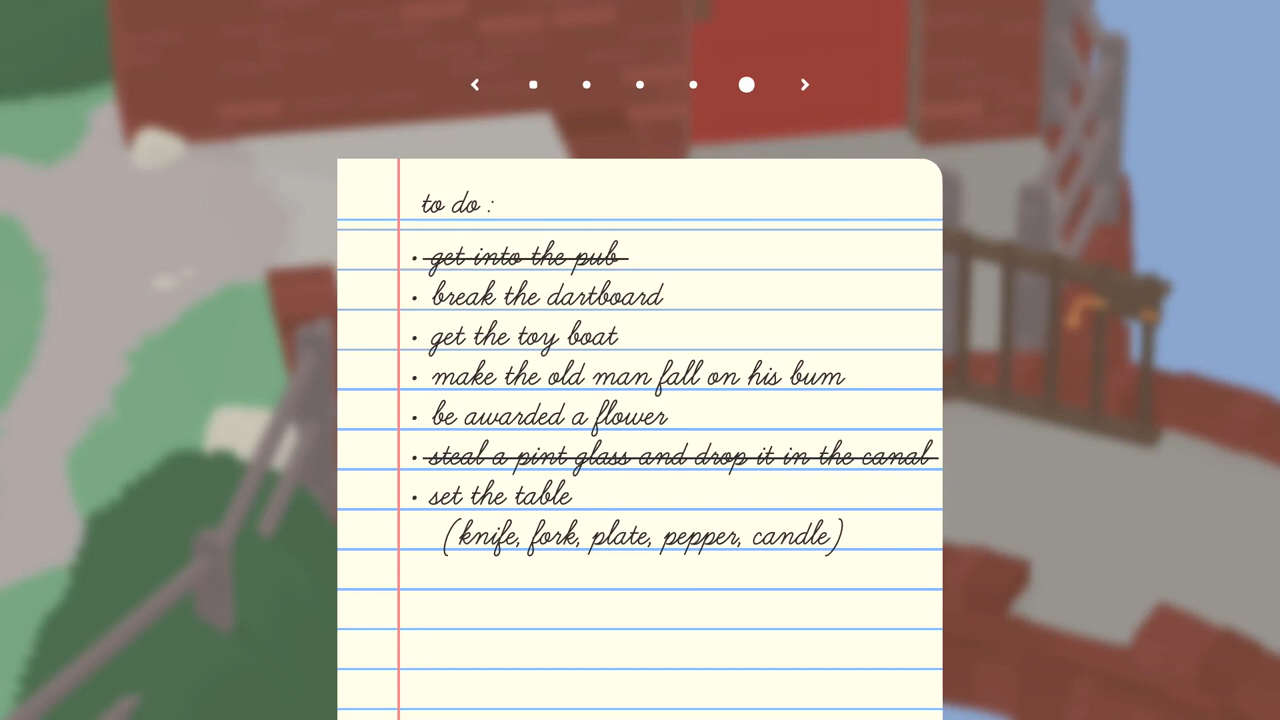 to do :
• get into the pub
• break the dartboard
• get the toy boat
• make the old man fall on his bum
• be awarded a flower
• steal a pint glass and drop it in the canal
• set the table
(knife, fork, plate, pepper, candle)